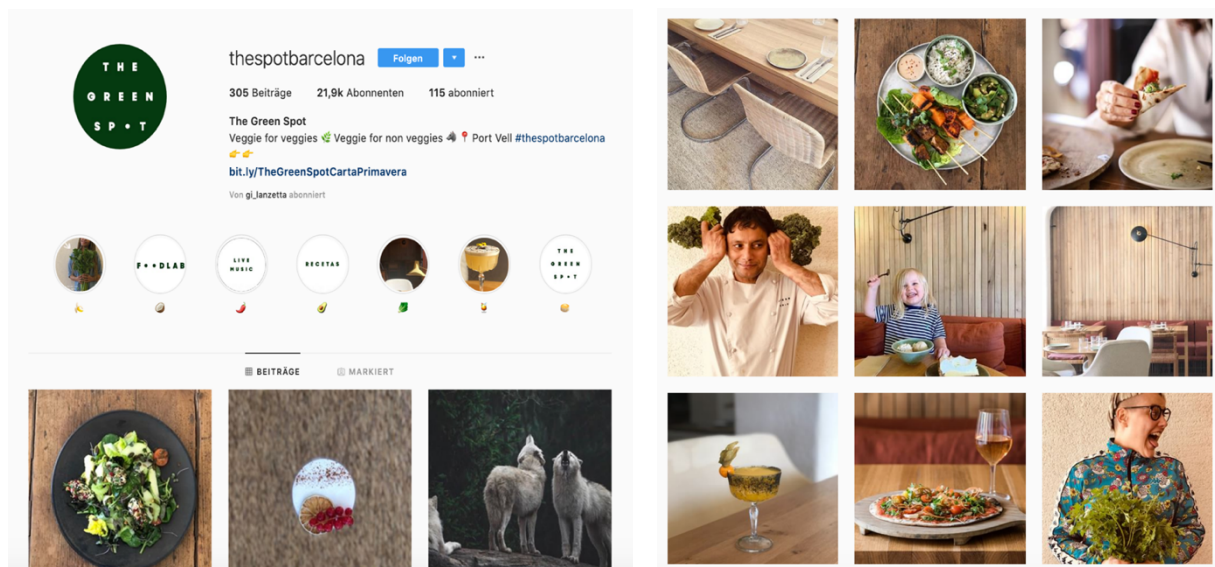 THE
GREEN
SP•T
thespotbarcelona Folgen
305 Beiträge 21,9k Abonnenten 115 abonniert
The Green Spot
Veggie for veggies 🌿 Veggie for non veggies 🐺 📍 Port Vell #thespotbarcelona
👉 👉
bit.ly/TheGreenSpotCartaPrimavera
Von gi_lanzetta abonniert
F••DLAB
LIVE
MUSIC
RECETAS
THE
GREEN
SP•T
BEITRÄGE MARKIERT